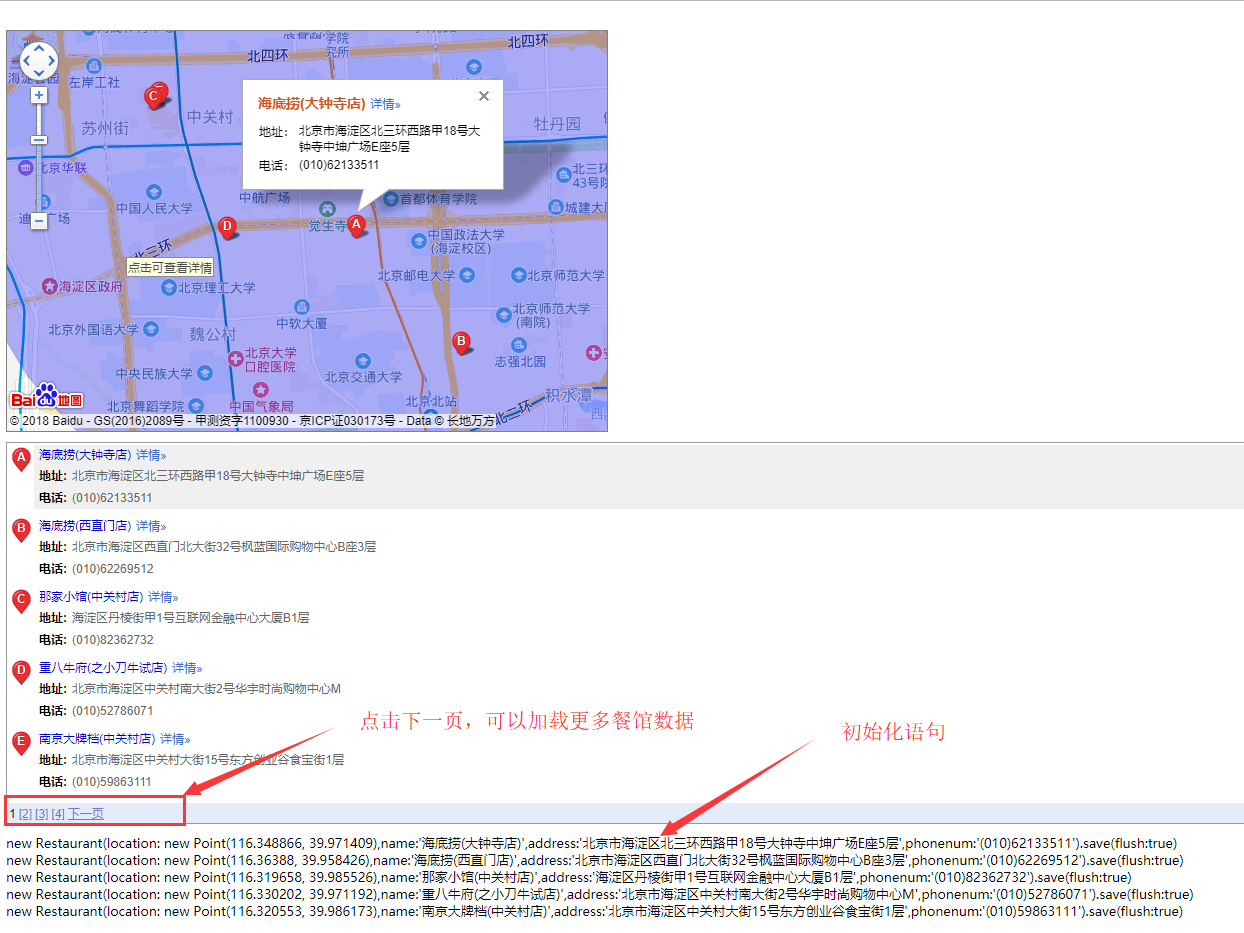 北四环
北四环
左岸工社
C
苏州街
中关村
牡丹园
海底捞(大钟寺店) 详情»
地址： 北京市海淀区北三环西路甲18号大
钟寺中坤广场E座5层
电话： (010)62133511
北京华联
北三环
43号院
中国人民大学
中航广场
首都体育学院
城建大厦
D
觉生寺
A
中国政法大学
(海淀校区)
北三环
点击可查看详情
北京邮电大学
北京师范大学
海淀区政府
北京理工大学
北京师范大学
(南院)
北京外国语大学
魏公村
中软大厦
B
北京大学
口腔医院
志强北园
中央民族大学
北京交通大学
北京舞蹈学院
中国气象局
北京北站
积水潭
北二环
Bai du 地图
© 2018 Baidu - GS(2016)2089号 - 甲测资字1100930 - 京ICP证030173号 - Data © 长地万方
A 海底捞(大钟寺店) 详情»
地址: 北京市海淀区北三环西路甲18号大钟寺中坤广场E座5层
电话: (010)62133511
B 海底捞(西直门店) 详情»
地址: 北京市海淀区西直门北大街32号枫蓝国际购物中心B座3层
电话: (010)62269512
C 那家小馆(中关村店) 详情»
地址: 海淀区丹棱街甲1号互联网金融中心大厦B1层
电话: (010)82362732
D 重八牛府(之小刀牛试店) 详情»
地址: 北京市海淀区中关村南大街2号华宇时尚购物中心M
电话: (010)52786071
点击下一页，可以加载更多餐馆数据
初始化语句
E 南京大牌档(中关村店) 详情»
地址: 北京市海淀区中关村大街15号东方创业谷食宝街1层
电话: (010)59863111
1 [2] [3] [4] 下一页
new Restaurant(location: new Point(116.348866, 39.971409),name:'海底捞(大钟寺店)',address:'北京市海淀区北三环西路甲18号大钟寺中坤广场E座5层',phonenum:'(010)62133511').save(flush:true)
new Restaurant(location: new Point(116.36388, 39.958426),name:'海底捞(西直门店)',address:'北京市海淀区西直门北大街32号枫蓝国际购物中心B座3层',phonenum:'(010)62269512').save(flush:true)
new Restaurant(location: new Point(116.319658, 39.985526),name:'那家小馆(中关村店)',address:'海淀区丹棱街甲1号互联网金融中心大厦B1层',phonenum:'(010)82362732').save(flush:true)
new Restaurant(location: new Point(116.330202, 39.971192),name:'重八牛府(之小刀牛试店)',address:'北京市海淀区中关村南大街2号华宇时尚购物中心M',phonenum:'(010)52786071').save(flush:true)
new Restaurant(location: new Point(116.320553, 39.986173),name:'南京大牌档(中关村店)',address:'北京市海淀区中关村大街15号东方创业谷食宝街1层',phonenum:'(010)59863111').save(flush:true)